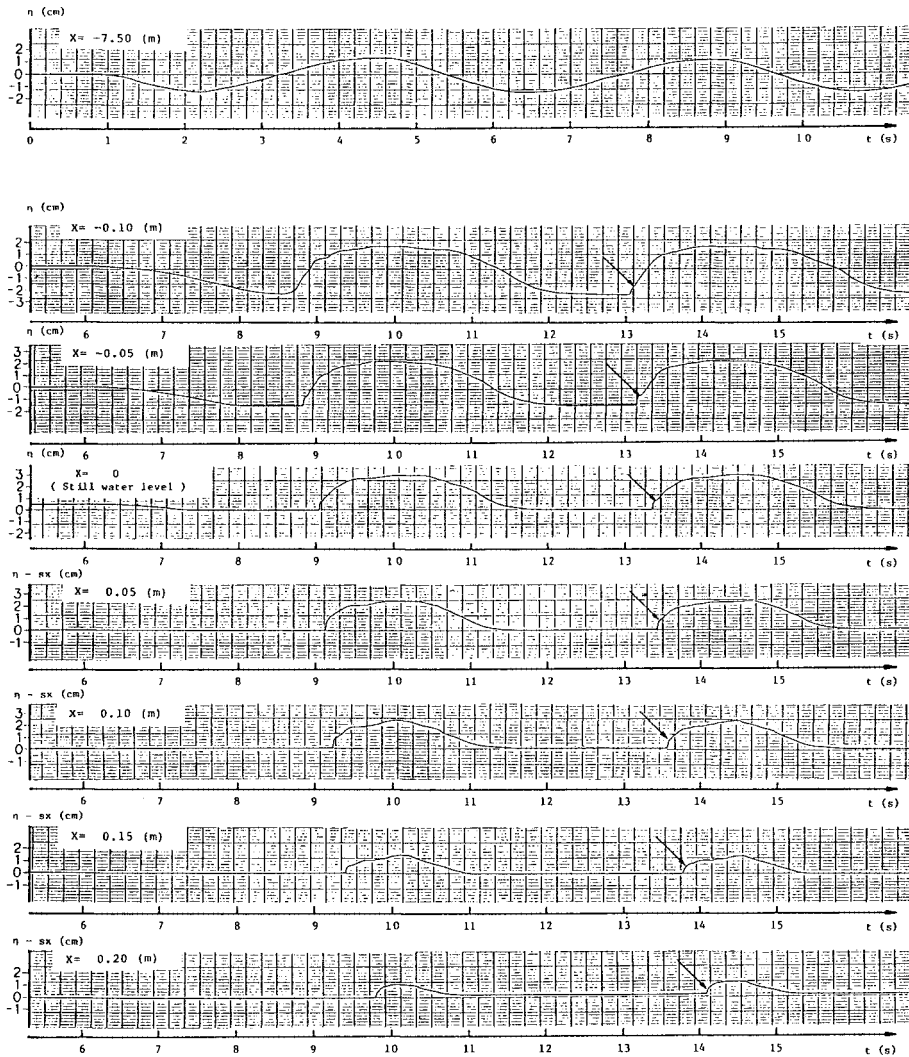 η (cm)
X= -7.50 (m)
2
1
0
-1
-2
0 1 2 3 4 5 6 7 8 9 10 t (s)
η (cm)
X= -0.10 (m)
2
1
0
-1
-2
-3
6 7 8 9 10 11 12 13 14 15 t (s)
η (cm)
X= -0.05 (m)
3
2
1
0
-1
-2
6 7 8 9 10 11 12 13 14 15 t (s)
η (cm)
X= 0
( Still water level )
3
2
1
0
-1
-2
6 7 8 9 10 11 12 13 14 15 t (s)
η - sx (cm)
X= 0.05 (m)
3
2
1
0
-1
6 7 8 9 10 11 12 13 14 15 t (s)
η - sx (cm)
X= 0.10 (m)
3
2
1
0
-1
6 7 8 9 10 11 12 13 14 15 t (s)
η - sx (cm)
X= 0.15 (m)
2
1
0
-1
6 7 8 9 10 11 12 13 14 15 t (s)
η - sx (cm)
X= 0.20 (m)
2
1
0
-1
6 7 8 9 10 11 12 13 14 15 t (s)